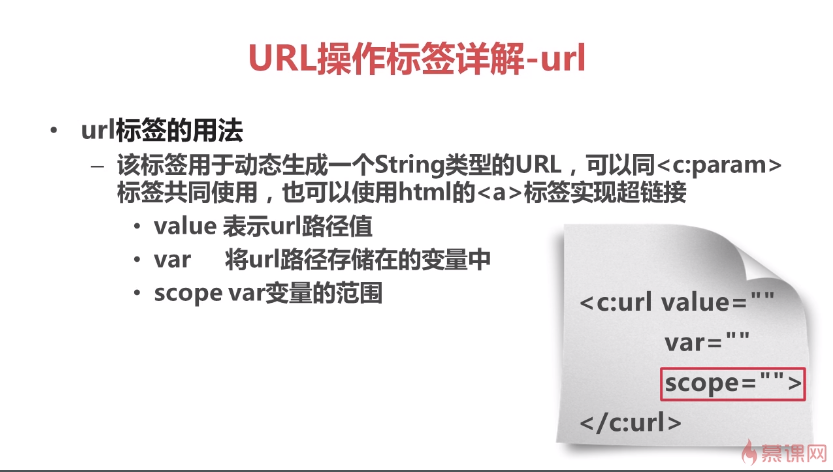 URL操作标签详解-url
• url标签的用法
– 该标签用于动态生成一个String类型的URL，可以同<c:param>
标签共同使用，也可以使用html的<a>标签实现超链接
• value 表示url路径值
• var 将url路径存储在的变量中
• scope var变量的范围
<c:url value=""
var=""
scope="">
</c:url>
慕课网